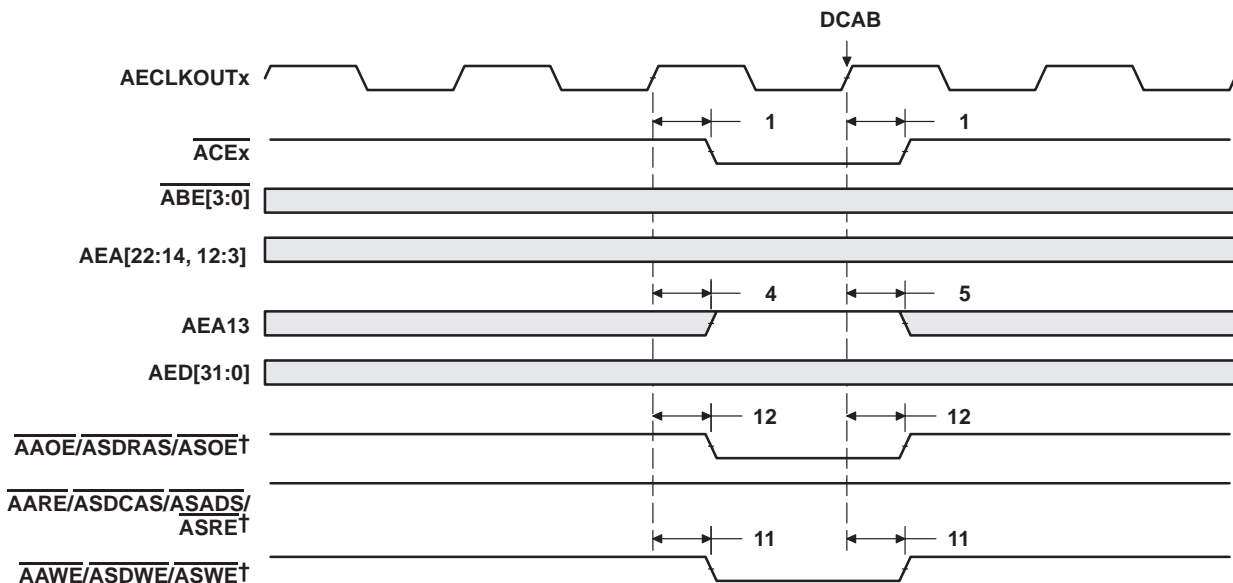 DCAB
AECLKOUTx
1 1
ACEx
ABE[3:0]
AEA[22:14, 12:3]
4 5
AEA13
AED[31:0]
12 12
AAOE/ASDRAS/ASOE†
AARE/ASDCAS/ASADS/
ASRE†
11 11
AAWE/ASDWE/ASWE†